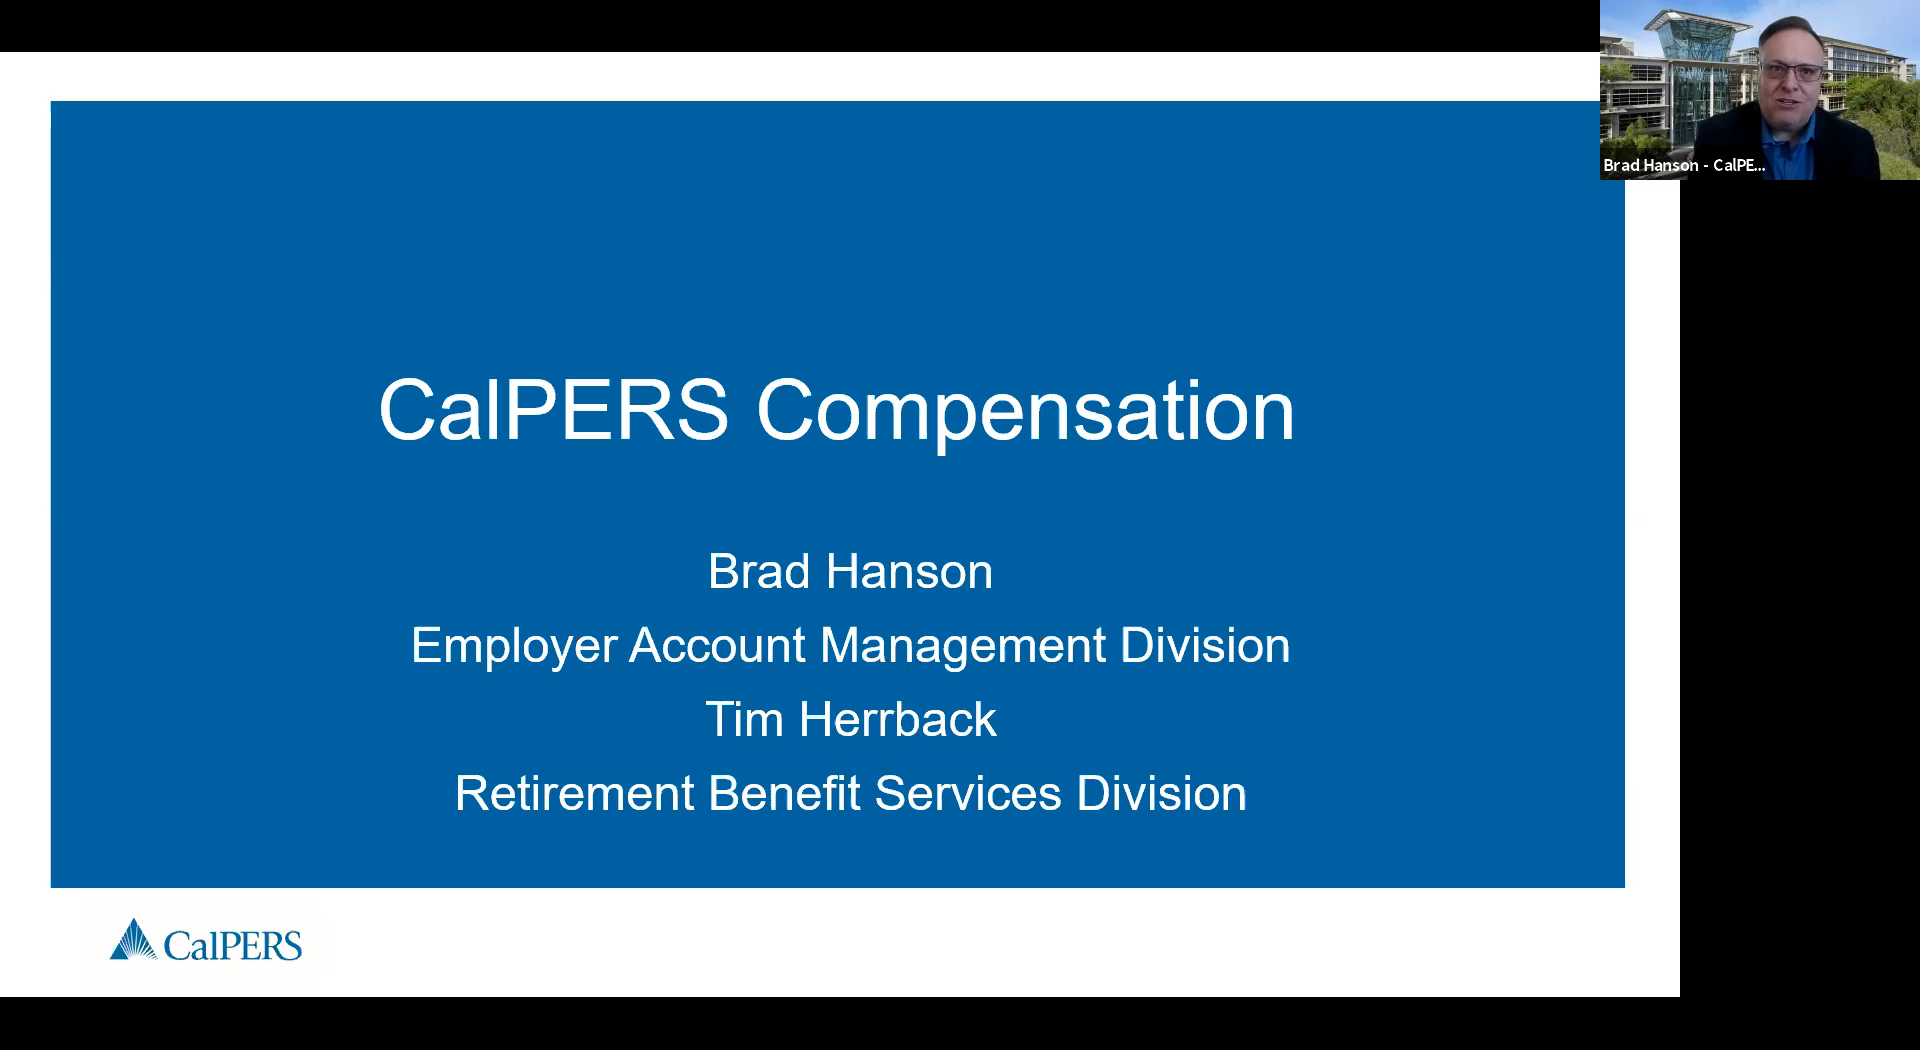 CalPERS Compensation
Brad Hanson
Employer Account Management Division
Tim Herrback
Retirement Benefit Services Division
CalPERS
Brad Hanson - CalPE...